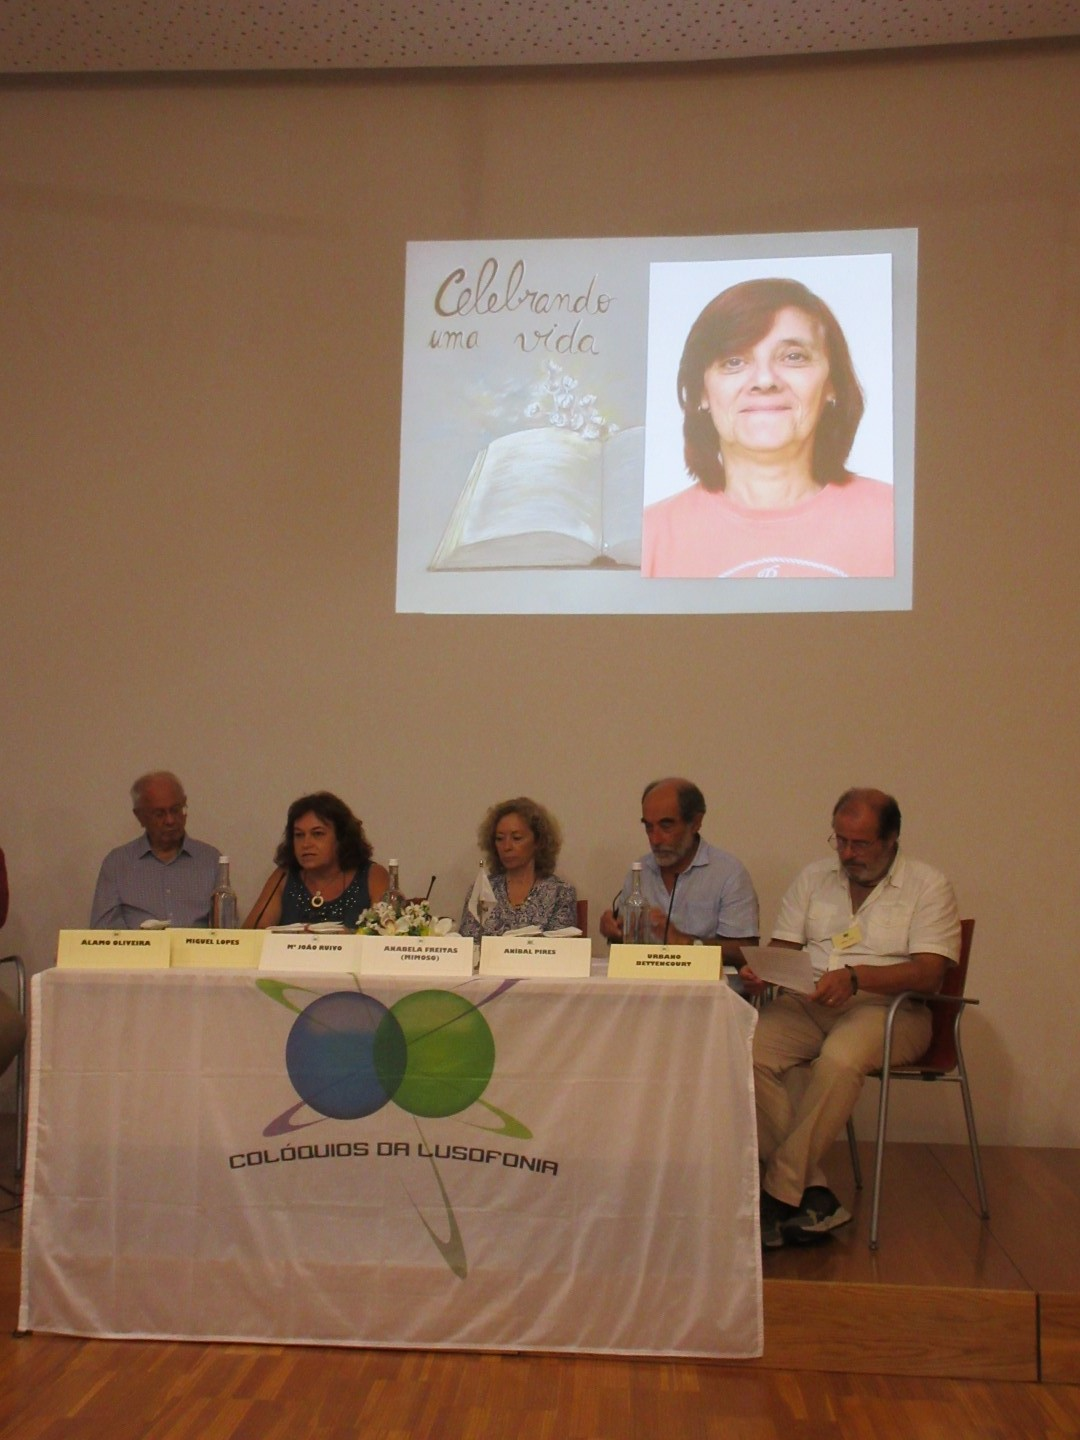 Celebrando
uma vida
ÁLAMO OLIVEIRA
MIGUEL LOPES
Mª JOÃO RUIVO
ANABELA FREITAS
(MIMOSO)
ANÍBAL PIRES
URBANO
BETTENCOURT
COLÓQUIOS DA LUSOFONIA